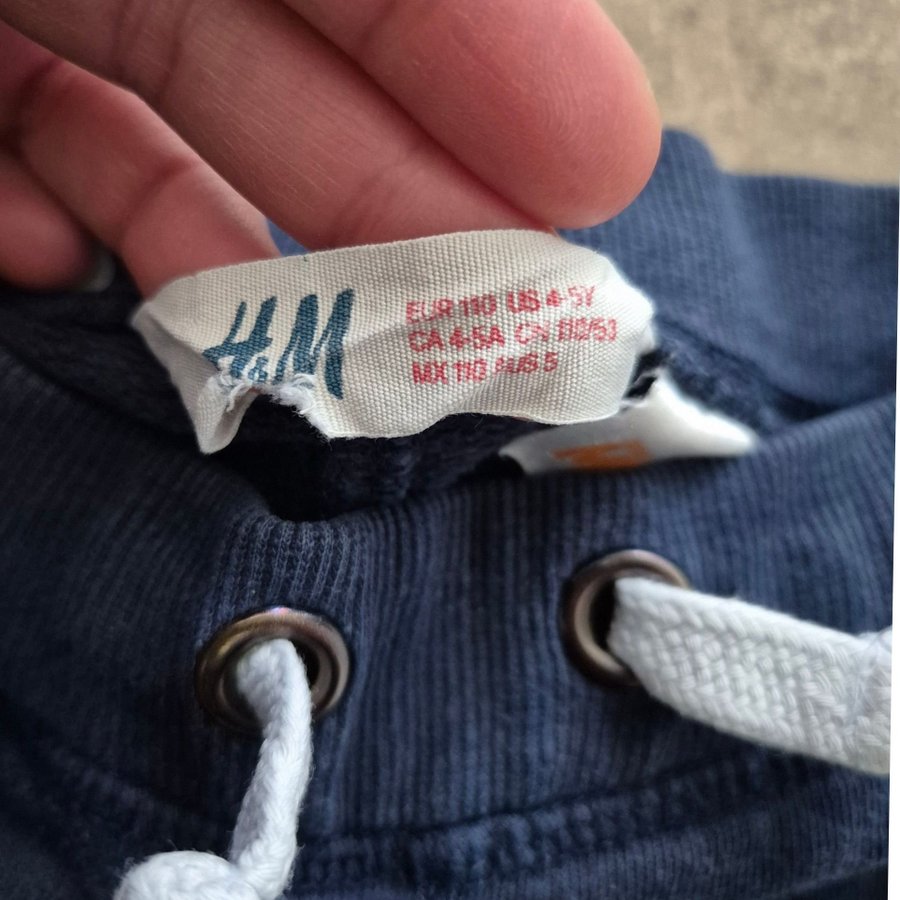 H&M
EUR 110 US 4-5Y
CA 4-5A CN 110/53
MX 110 AUS 5